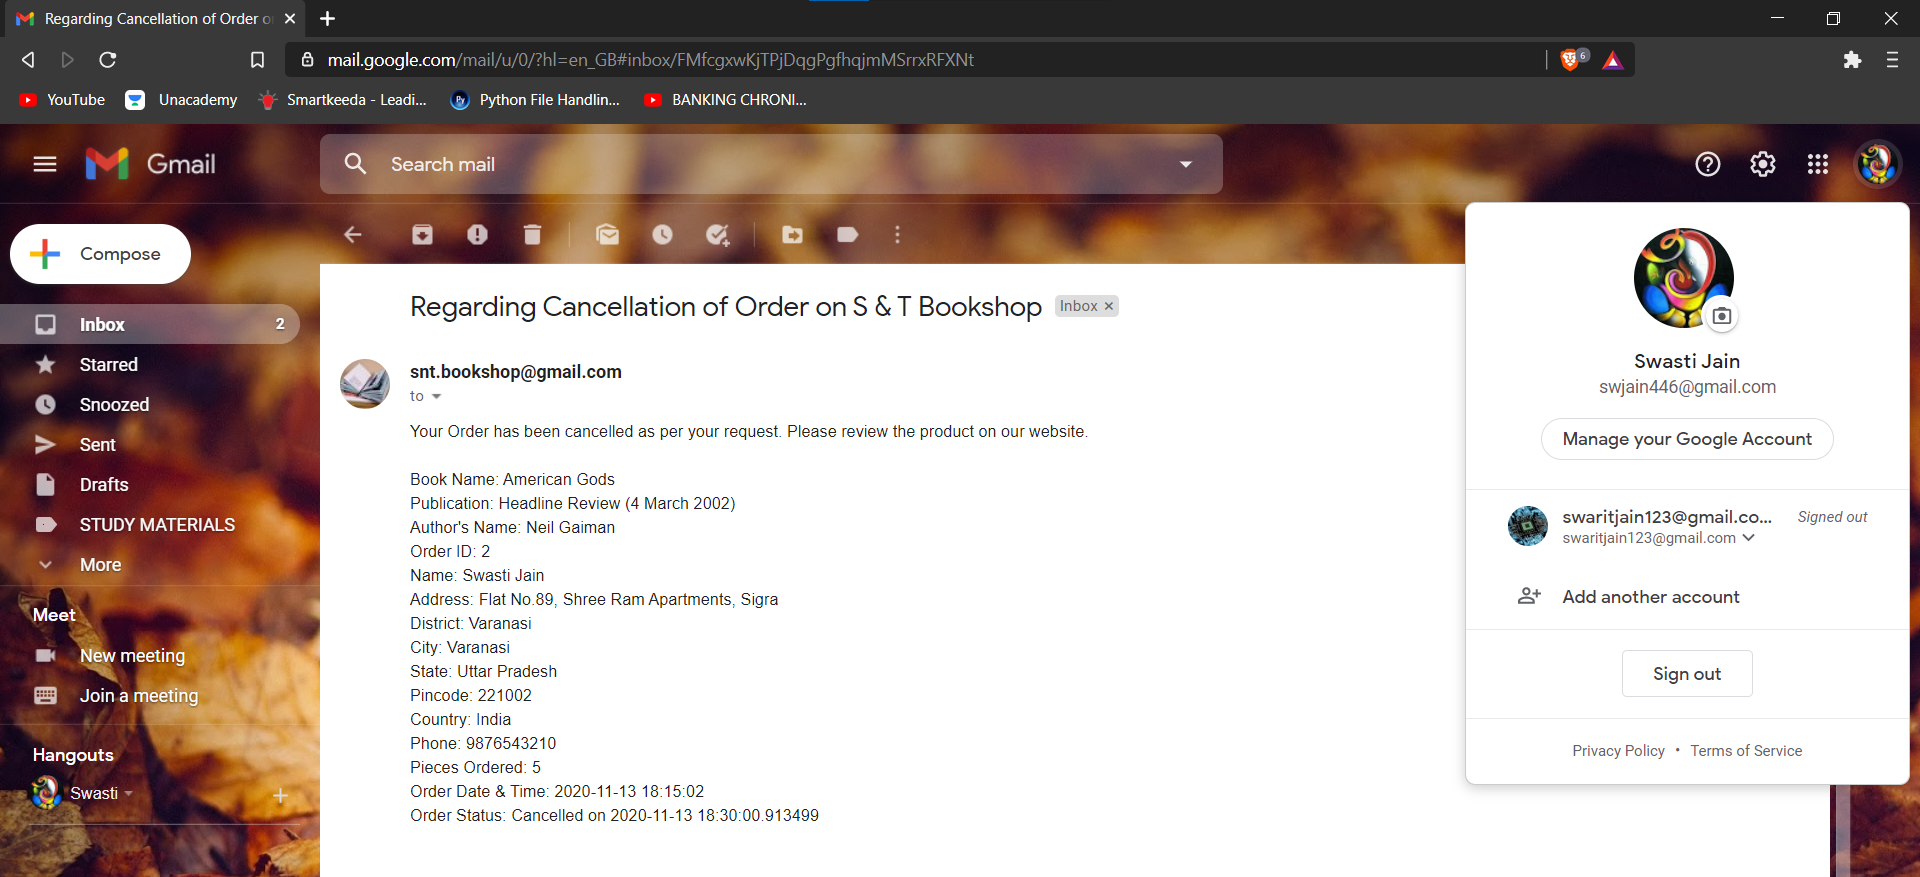 Regarding Cancellation of Order o
mail.google.com/mail/u/0/?hl=en_GB#inbox/FMfcgxwKjTPjDqgPgfhqjmMSrrxRFXNt
6
YouTube
Unacademy
Smartkeeda - Leadi...
Python File Handlin...
BANKING CHRONI...
Gmail
Search mail
Compose
Inbox 2
Starred
Snoozed
Sent
Drafts
STUDY MATERIALS
More
Meet
New meeting
Join a meeting
Hangouts
Swasti
Regarding Cancellation of Order on S & T Bookshop Inbox ×
snt.bookshop@gmail.com
to
Your Order has been cancelled as per your request. Please review the product on our website.
Book Name: American Gods
Publication: Headline Review (4 March 2002)
Author's Name: Neil Gaiman
Order ID: 2
Name: Swasti Jain
Address: Flat No.89, Shree Ram Apartments, Sigra
District: Varanasi
City: Varanasi
State: Uttar Pradesh
Pincode: 221002
Country: India
Phone: 9876543210
Pieces Ordered: 5
Order Date & Time: 2020-11-13 18:15:02
Order Status: Cancelled on 2020-11-13 18:30:00.913499
Swasti Jain
swjain446@gmail.com
Manage your Google Account
swaritjain123@gmail.co... Signed out
swaritjain123@gmail.com
Add another account
Sign out
Privacy Policy • Terms of Service